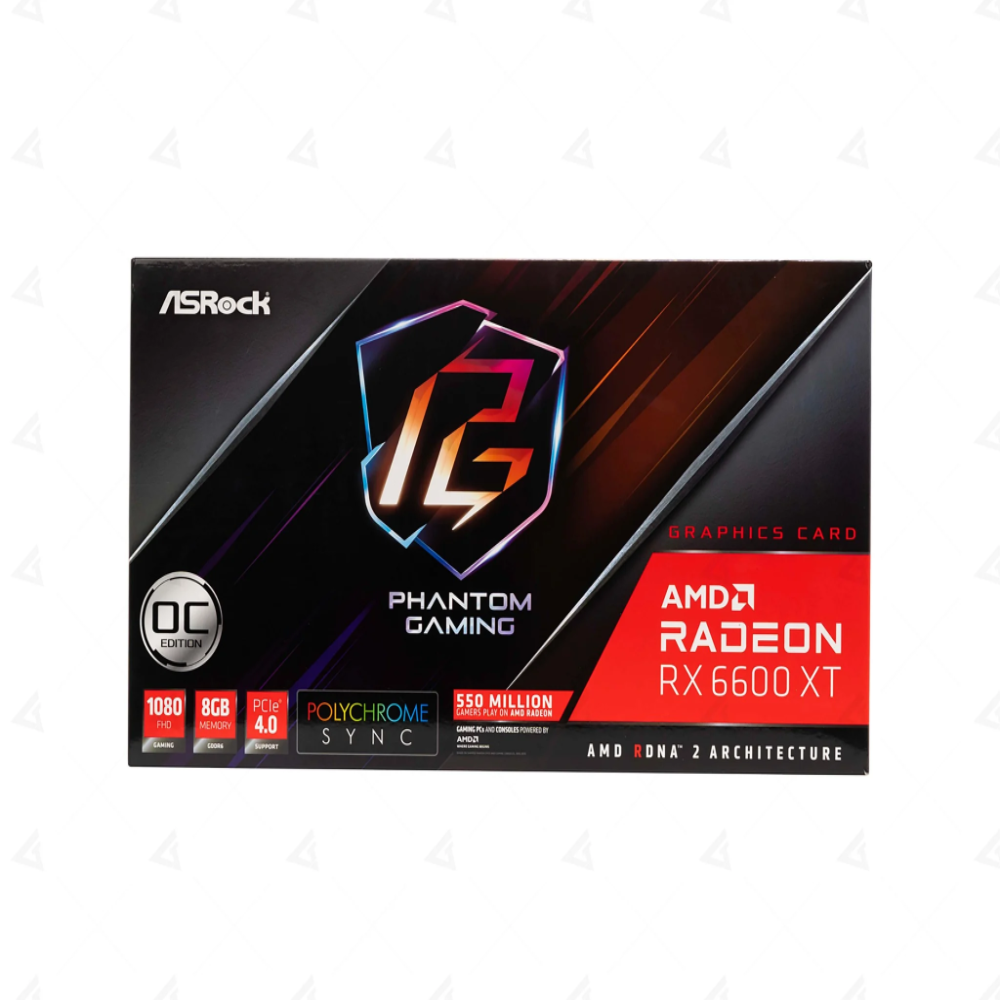 ASRock
PG
PHANTOM
GAMING
GRAPHICS CARD
AMD
RADEON
RX 6600 XT
OC
EDITION
1080
FHD
GAMING
8GB
MEMORY
GDDR6
PCIe®
4.0
SUPPORT
POLYCHROME
SYNC
550 MILLION
GAMERS PLAY ON AMD RADEON
GAMING PCs AND CONSOLES POWERED BY
AMD
AMD RDNA™ 2 ARCHITECTURE